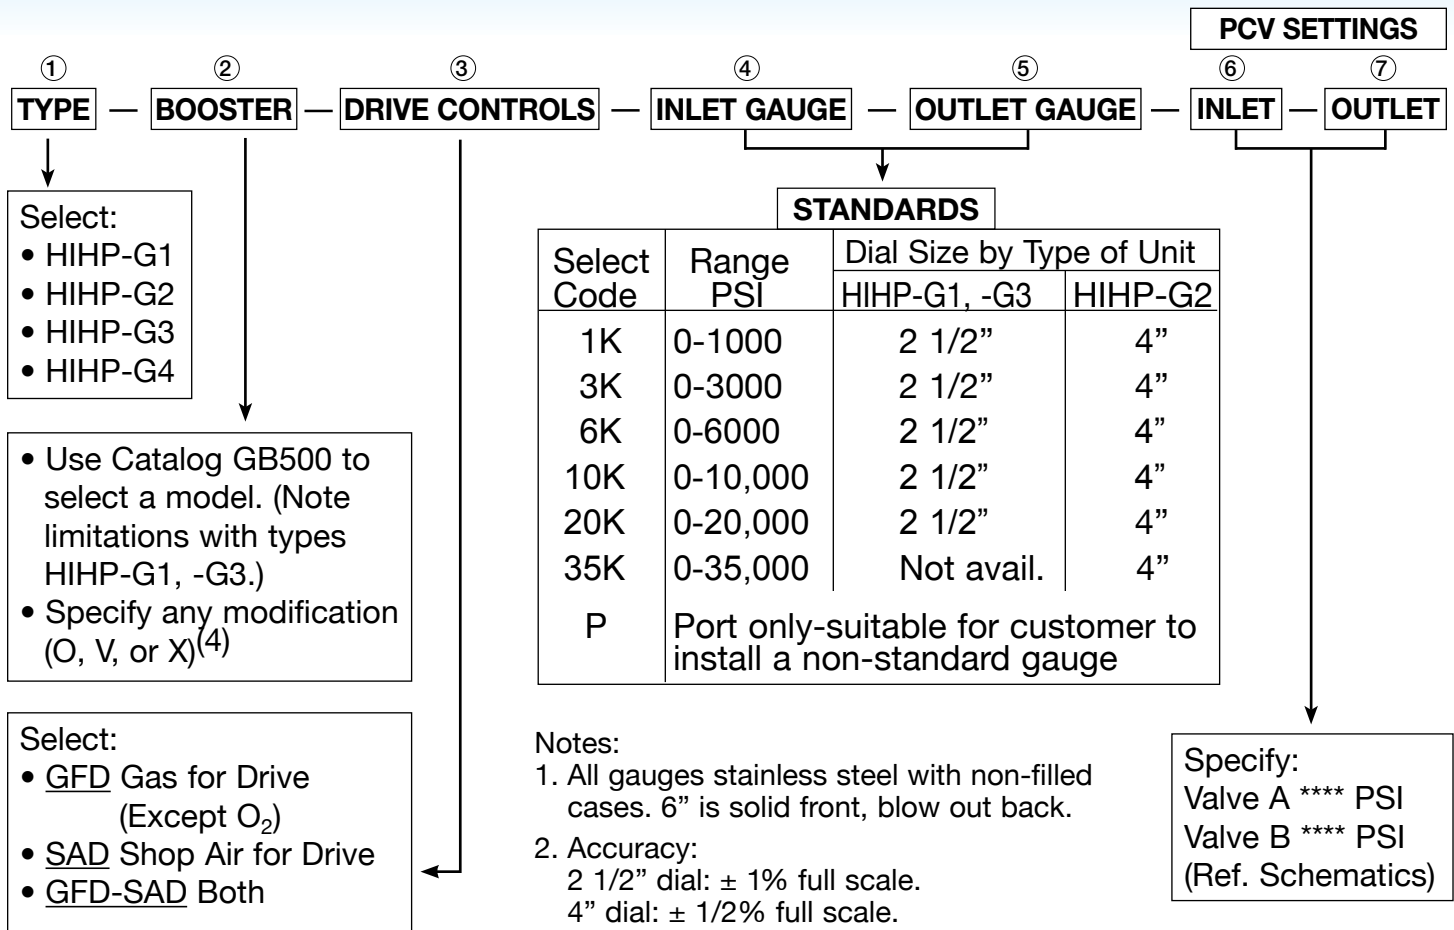 PCV SETTINGS
① ② ③ ④ ⑤ ⑥ ⑦
TYPE — BOOSTER — DRIVE CONTROLS — INLET GAUGE — OUTLET GAUGE — INLET — OUTLET
Select:
• HIHP-G1
• HIHP-G2
• HIHP-G3
• HIHP-G4
• Use Catalog GB500 to
select a model. (Note
limitations with types
HIHP-G1, -G3.)
• Specify any modification
(O, V, or X)(4)
Select:
• GFD Gas for Drive
(Except O₂)
• SAD Shop Air for Drive
• GFD-SAD Both
STANDARDS
Select Code Range PSI Dial Size by Type of Unit
HIHP-G1, -G3 HIHP-G2
1K 0-1000 2 1/2” 4”
3K 0-3000 2 1/2” 4”
6K 0-6000 2 1/2” 4”
10K 0-10,000 2 1/2” 4”
20K 0-20,000 2 1/2” 4”
35K 0-35,000 Not avail. 4”
P Port only-suitable for customer to
install a non-standard gauge
Notes:
1. All gauges stainless steel with non-filled
cases. 6” is solid front, blow out back.
2. Accuracy:
2 1/2” dial: ± 1% full scale.
4” dial: ± 1/2% full scale.
Specify:
Valve A **** PSI
Valve B **** PSI
(Ref. Schematics)